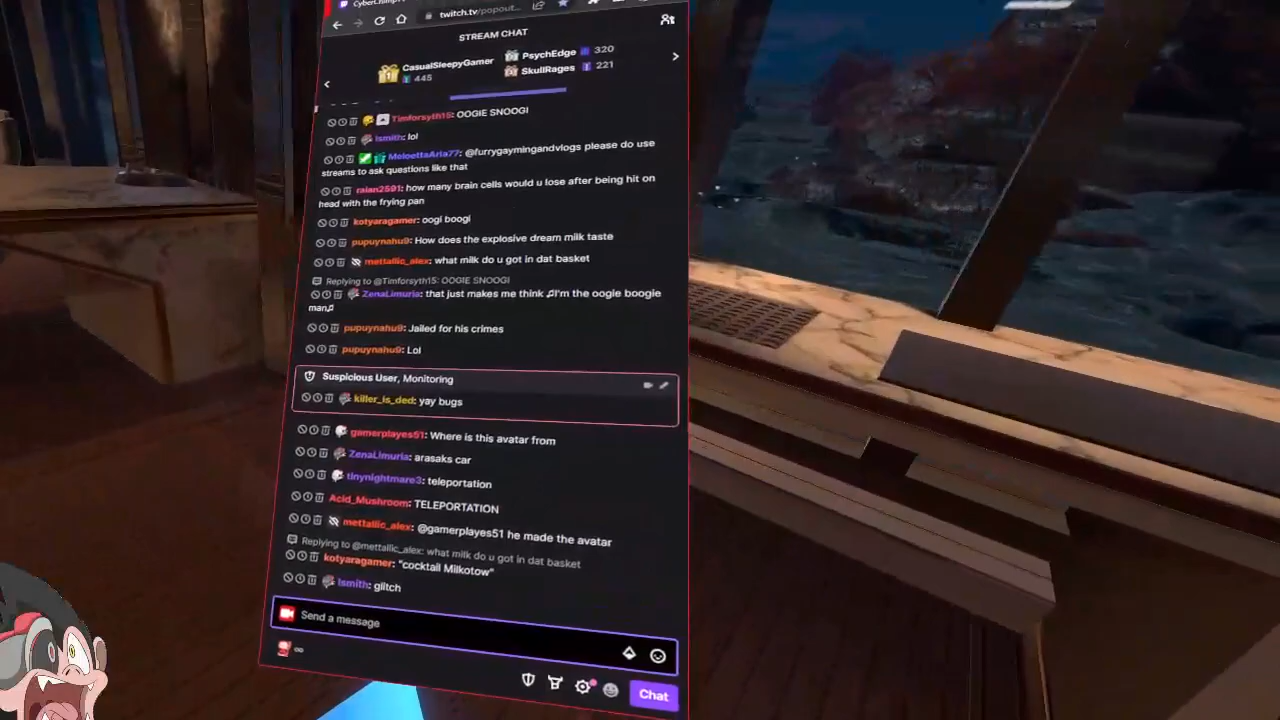 twitch.tv/popout...
STREAM CHAT
CasualSleepyGamer 445
PsychEdge 320
SkullRages 221
Timforsyth15: OOGIE SNOOGI
lsmith: lol
MeloettaAria77: @furrygaymingandvlogs please do use
streams to ask questions like that
raian2591: how many brain cells would u lose after being hit on
head with the frying pan
kotyaragamer: oogi boogi
pupuynahu9: How does the explosive dream milk taste
mettallic_alex: what milk do u got in dat basket
Replying to @Timforsyth15: OOGIE SNOOGI
ZenaLimuria: that just makes me think ♫I'm the oogie boogie
man♫
pupuynahu9: Jailed for his crimes
pupuynahu9: Lol
Suspicious User, Monitoring
killer_is_ded: yay bugs
gamerplayes51: Where is this avatar from
ZenaLimuria: arasaks car
tinynightmare3: teleportation
Acid_Mushroom: TELEPORTATION
mettallic_alex: @gamerplayes51 he made the avatar
Replying to @mettallic_alex: what milk do u got in dat basket
kotyaragamer: "cocktail Milkotow"
lsmith: glitch
Send a message
∞
Chat